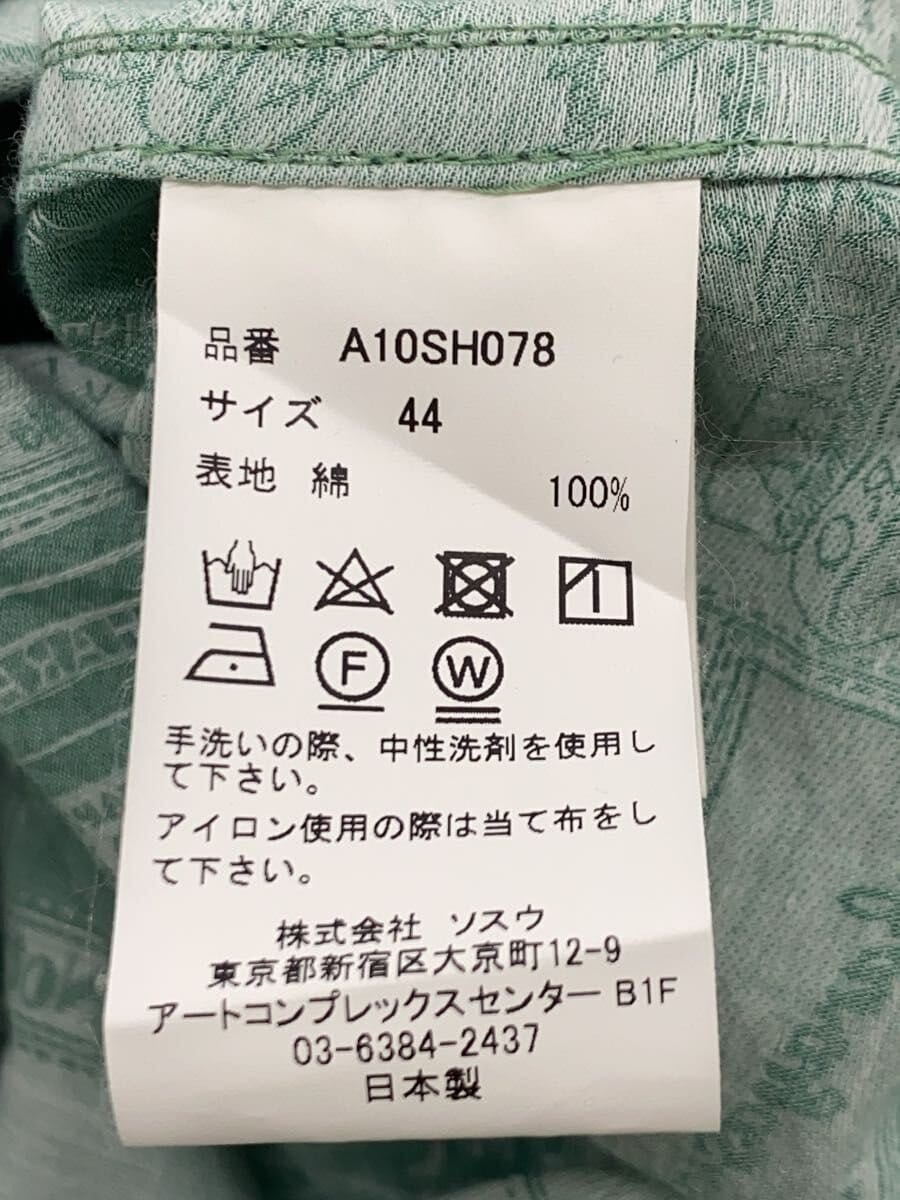 品番 A10SH078
サイズ 44
表地 綿 100%
F W
手洗いの際、中性洗剤を使用し
て下さい。
アイロン使用の際は当て布をし
て下さい。
株式会社 ソスウ
東京都新宿区大京町12-9
アートコンプレックスセンター B1F
03-6384-2437
日本製